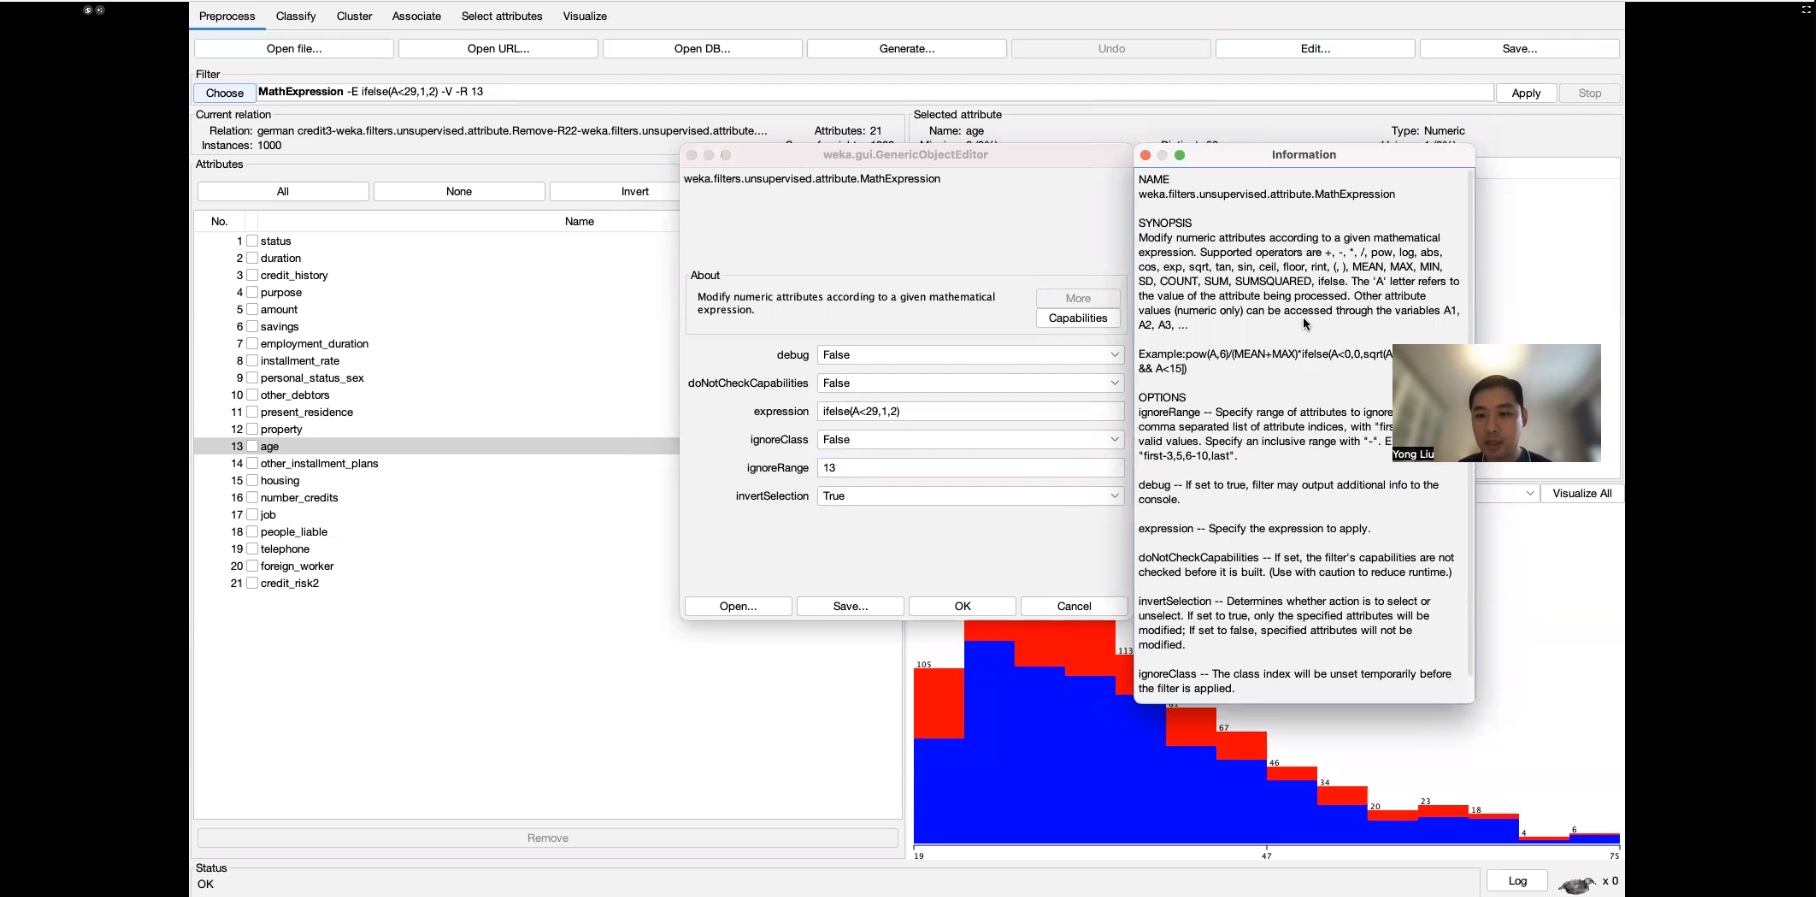 Preprocess Classify Cluster Associate Select attributes Visualize
Open file... Open URL... Open DB... Generate... Undo Edit... Save...
Filter
Choose MathExpression -E ifelse(A<29,1,2) -V -R 13 Apply Stop
Current relation
Relation: german credit3-weka.filters.unsupervised.attribute.Remove-R22-weka.filters.unsupervised.attribute.... Attributes: 21
Instances: 1000
Selected attribute
Name: age Type: Numeric
Attributes
All None Invert
No. Name
1 status
2 duration
3 credit_history
4 purpose
5 amount
6 savings
7 employment_duration
8 installment_rate
9 personal_status_sex
10 other_debtors
11 present_residence
12 property
13 age
14 other_installment_plans
15 housing
16 number_credits
17 job
18 people_liable
19 telephone
20 foreign_worker
21 credit_risk2
Remove
Status
OK
weka.gui.GenericObjectEditor
weka.filters.unsupervised.attribute.MathExpression
About
Modify numeric attributes according to a given mathematical
expression.
More
Capabilities
debug False
doNotCheckCapabilities False
expression ifelse(A<29,1,2)
ignoreClass False
ignoreRange 13
invertSelection True
Open... Save... OK Cancel
Information
NAME
weka.filters.unsupervised.attribute.MathExpression
SYNOPSIS
Modify numeric attributes according to a given mathematical
expression. Supported operators are +, -, *, /, pow, log, abs,
cos, exp, sqrt, tan, sin, ceil, floor, rint, (, ), MEAN, MAX, MIN,
SD, COUNT, SUM, SUMSQUARED, ifelse. The 'A' letter refers to
the value of the attribute being processed. Other attribute
values (numeric only) can be accessed through the variables A1,
A2, A3, ...
Example:pow(A,6)/(MEAN+MAX)*ifelse(A<0,0,sqrt(A
&& A<15])
OPTIONS
ignoreRange -- Specify range of attributes to ignore
comma separated list of attribute indices, with "firs
valid values. Specify an inclusive range with "-". E
"first-3,5,6-10,last".
debug -- If set to true, filter may output additional info to the
console.
expression -- Specify the expression to apply.
doNotCheckCapabilities -- If set, the filter's capabilities are not
checked before it is built. (Use with caution to reduce runtime.)
invertSelection -- Determines whether action is to select or
unselect. If set to true, only the specified attributes will be
modified; If set to false, specified attributes will not be
modified.
ignoreClass -- The class index will be unset temporarily before
the filter is applied.
Yong Liu
Visualize All
105
113
67
46
34
20
23
18
4
6
19 47 75
Log x 0